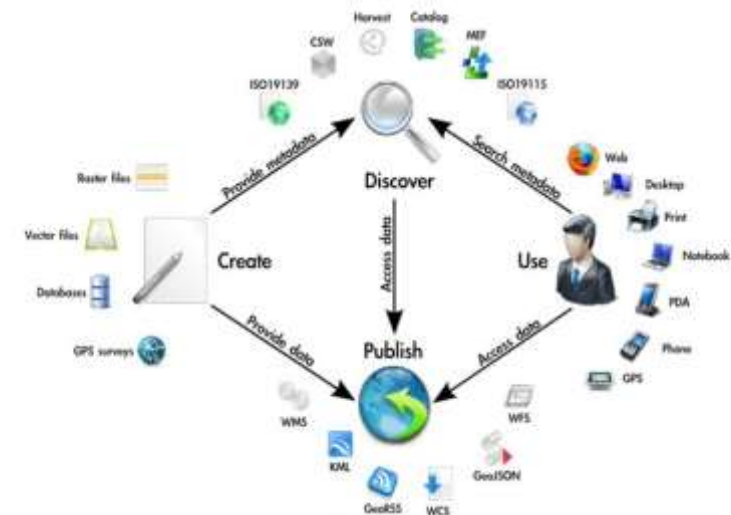 Harvest
Catalog
CSW
MEF
ISO19139
ISO19115
Provide metadata
Search metadata
Web
Raster files
Discover
Desktop
Print
Vector files
Create
Access data
Use
Notebook
Databases
PDA
GPS surveys
Provide data
Publish
Access data
Phone
GPS
WMS
WFS
KML
GeoJSON
GeoRSS
WCS